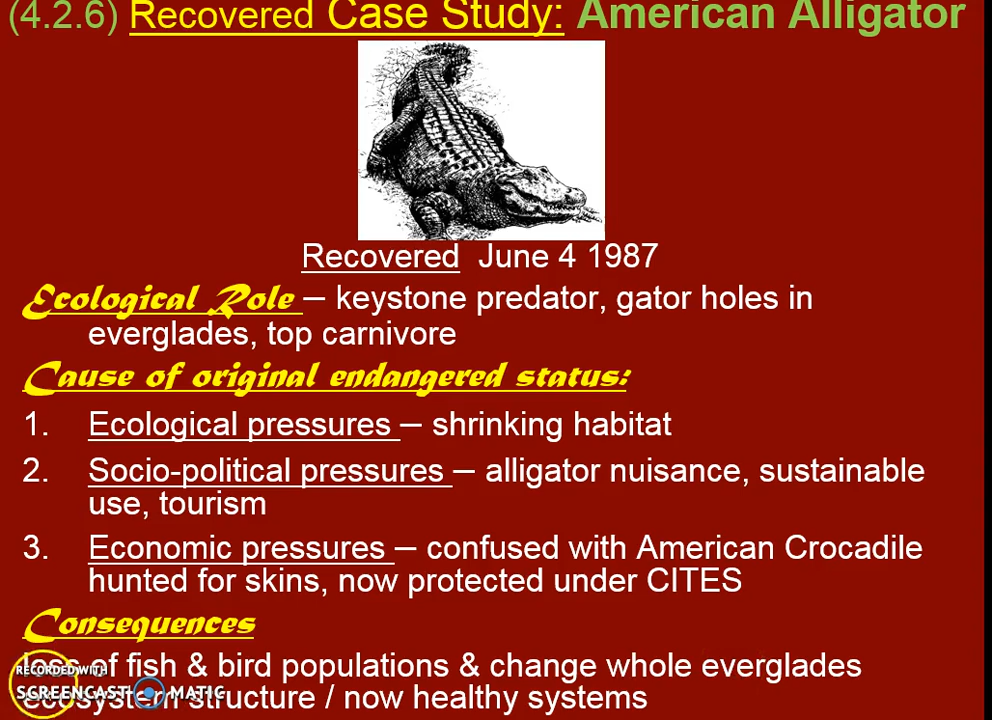 (4.2.6) Recovered Case Study: American Alligator
Recovered June 4 1987
Ecological Role – keystone predator, gator holes in
everglades, top carnivore
Cause of original endangered status:
1. Ecological pressures – shrinking habitat
2. Socio-political pressures – alligator nuisance, sustainable
use, tourism
3. Economic pressures – confused with American Crocadile
hunted for skins, now protected under CITES
Consequences
loss of fish & bird populations & change whole everglades
ecosystem structure / now healthy systems
RECORDED WITH
SCREENCAST MATIC